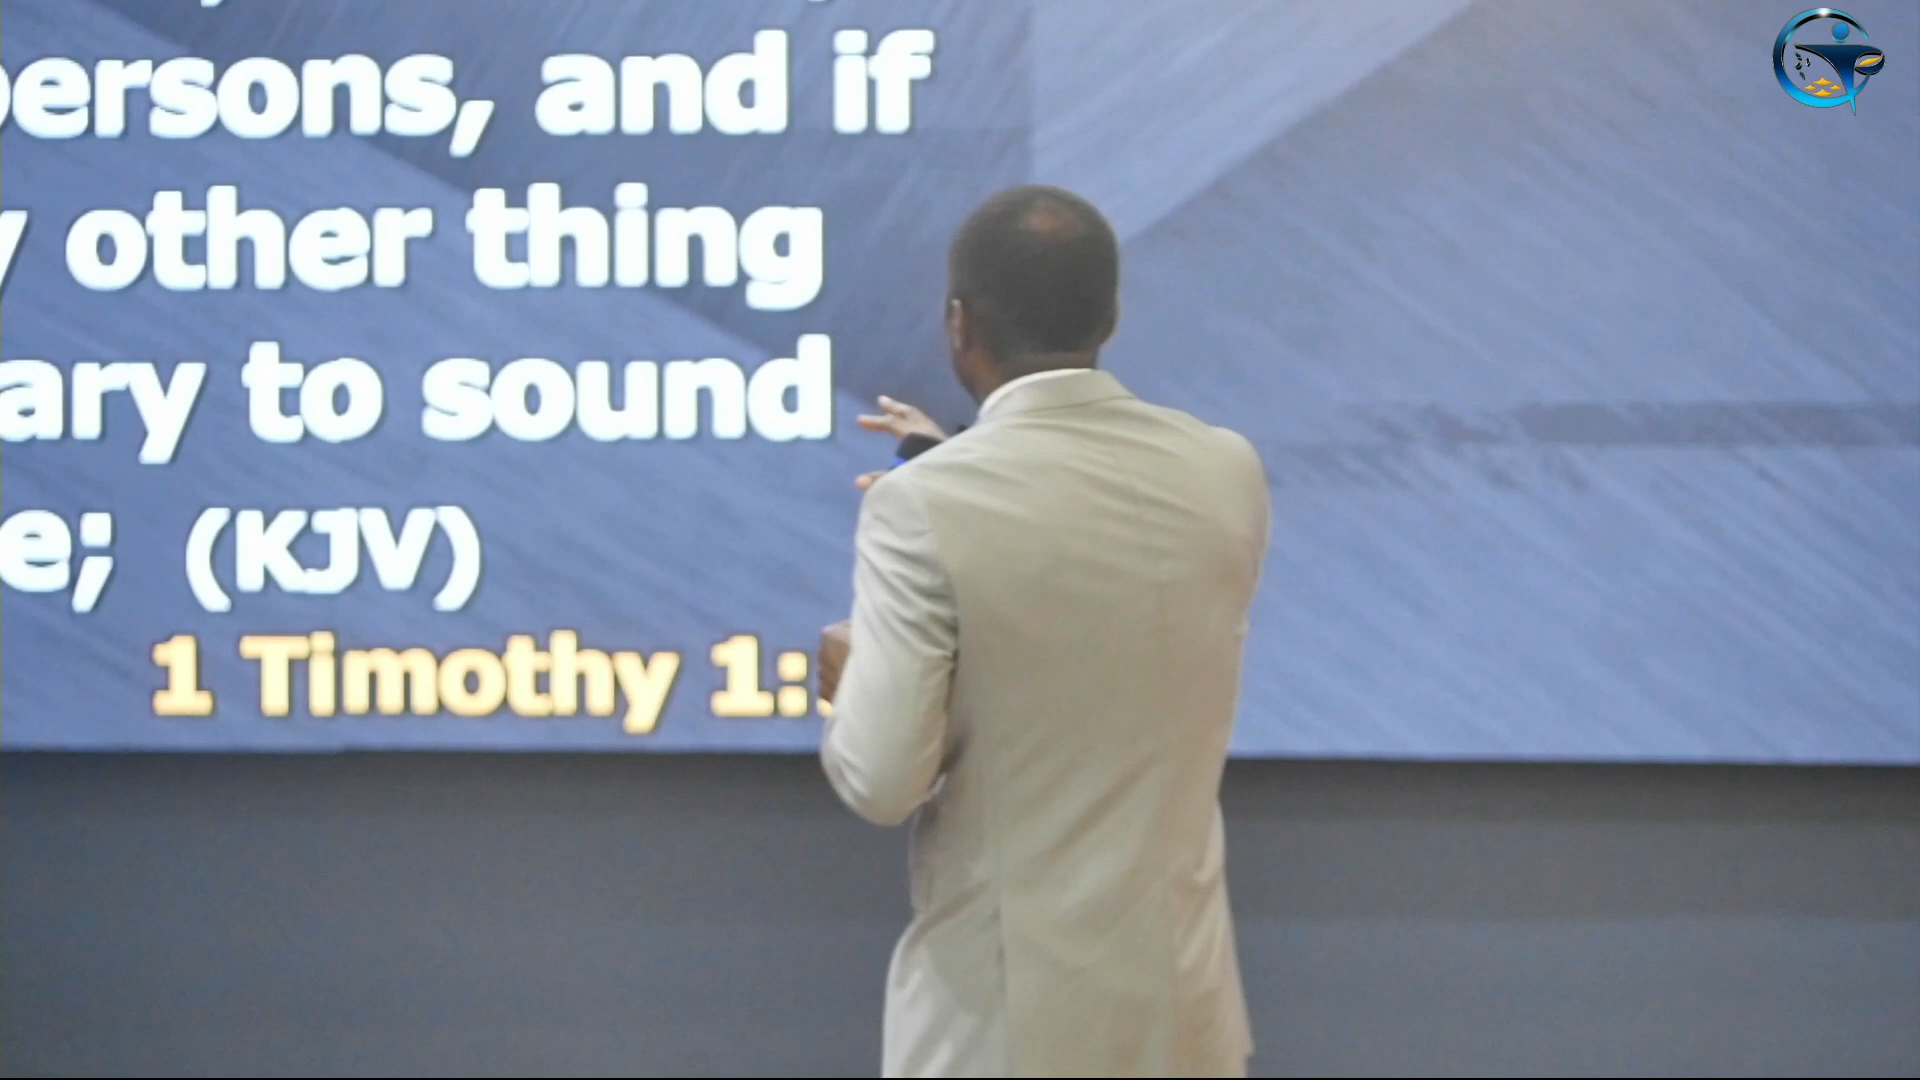 ersons, and if
y other thing
ary to sound
e; (KJV)
1 Timothy 1: